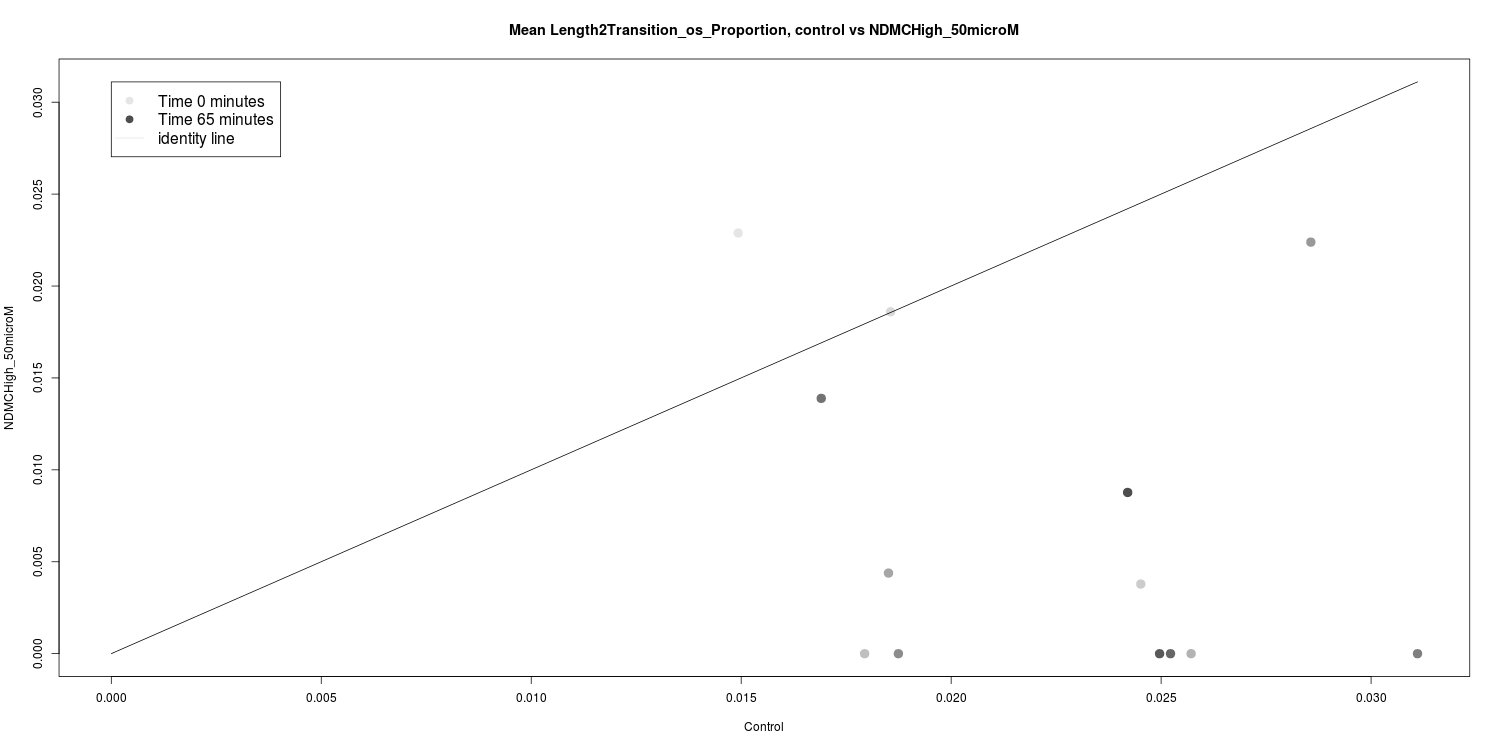 Mean Length2Transition_os_Proportion, control vs NDMCHigh_50microM
Time 0 minutes
Time 65 minutes
identity line
NDMCHigh_50microM
0.030
0.025
0.020
0.015
0.010
0.005
0.000
0.000 0.005 0.010 0.015 0.020 0.025 0.030
Control